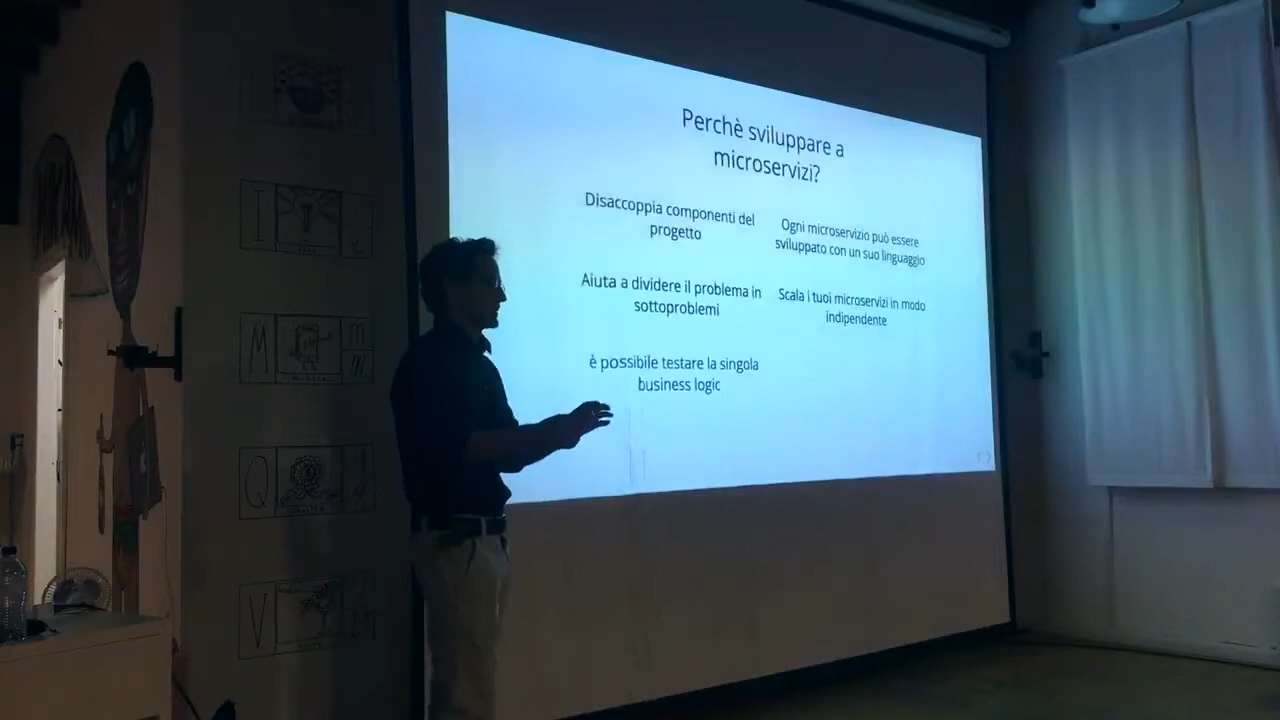 Perchè sviluppare a
microservizi?
Disaccoppia componenti del
progetto
Aiuta a dividere il problema in
sottoproblemi
è possibile testare la singola
business logic
Ogni microservizio può essere
sviluppato con un suo linguaggio
Scala i tuoi microservizi in modo
indipendente
I
M
m
Q
V